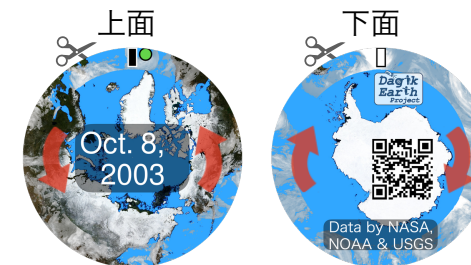 上面
下面
Oct. 8,
2003
Dagik
Earth
Project
Data by NASA,
NOAA & USGS